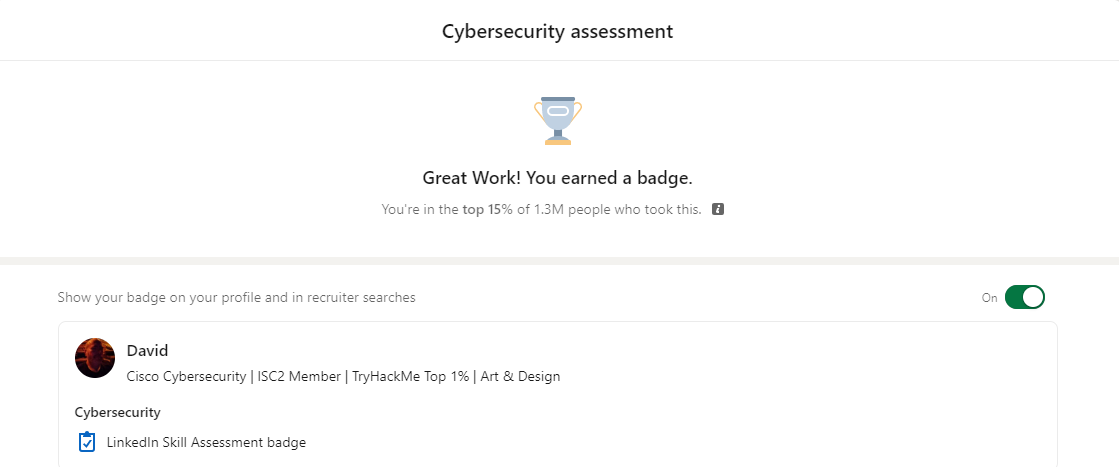 Cybersecurity assessment
Great Work! You earned a badge.
You're in the top 15% of 1.3M people who took this.
Show your badge on your profile and in recruiter searches
On
David
Cisco Cybersecurity | ISC2 Member | TryHackMe Top 1% | Art & Design
Cybersecurity
LinkedIn Skill Assessment badge